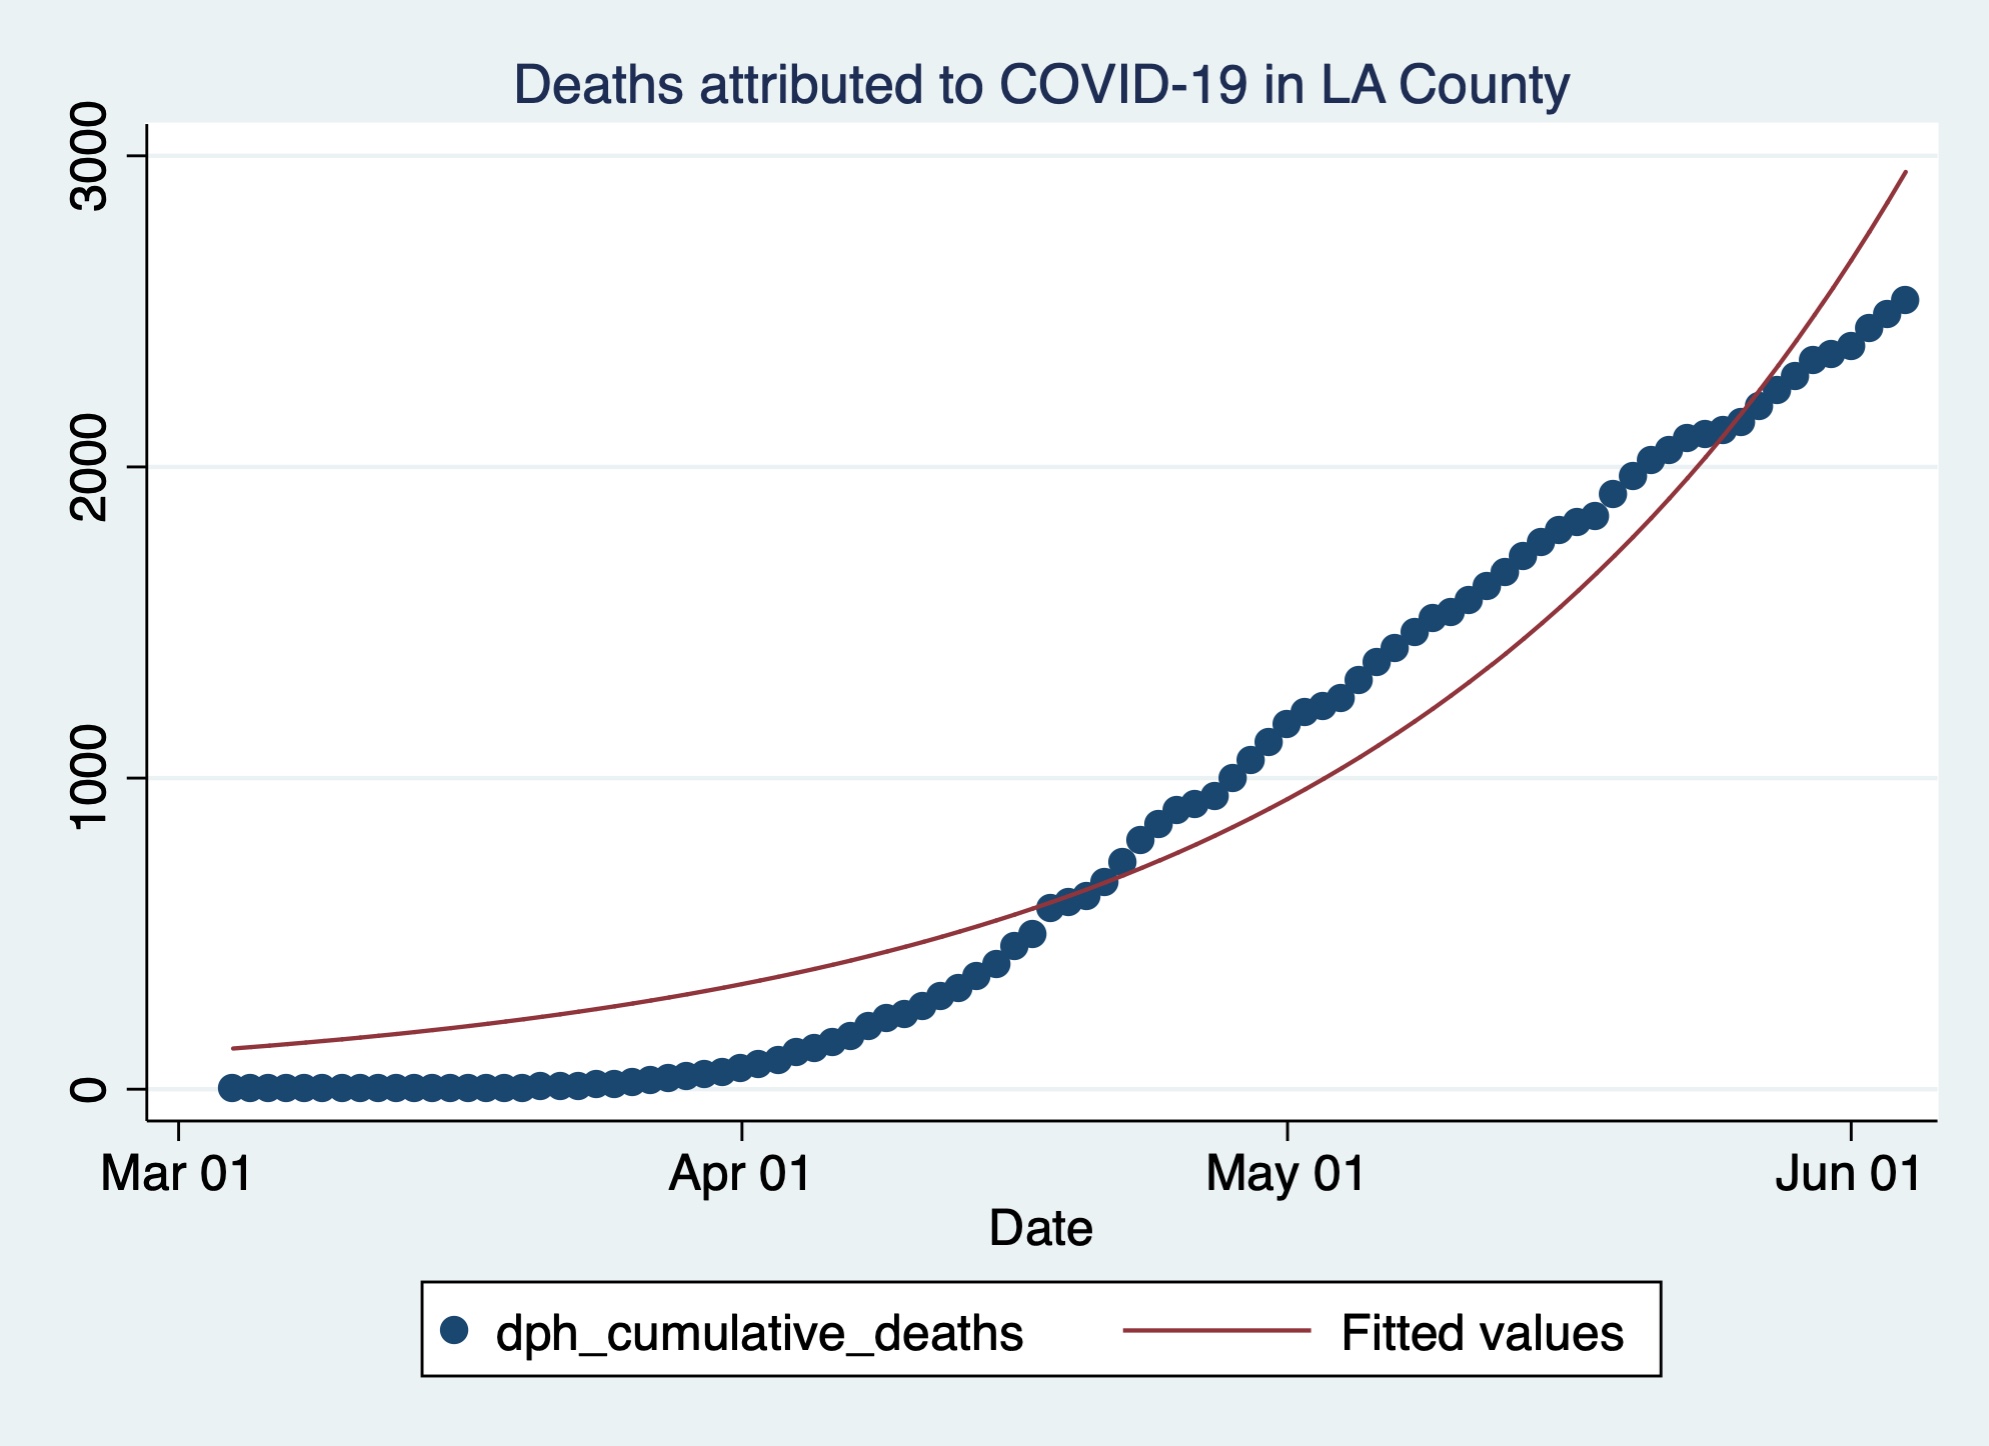 Deaths attributed to COVID-19 in LA County
3000
2000
1000
0
Mar 01 Apr 01 May 01 Jun 01
Date
dph_cumulative_deaths Fitted values